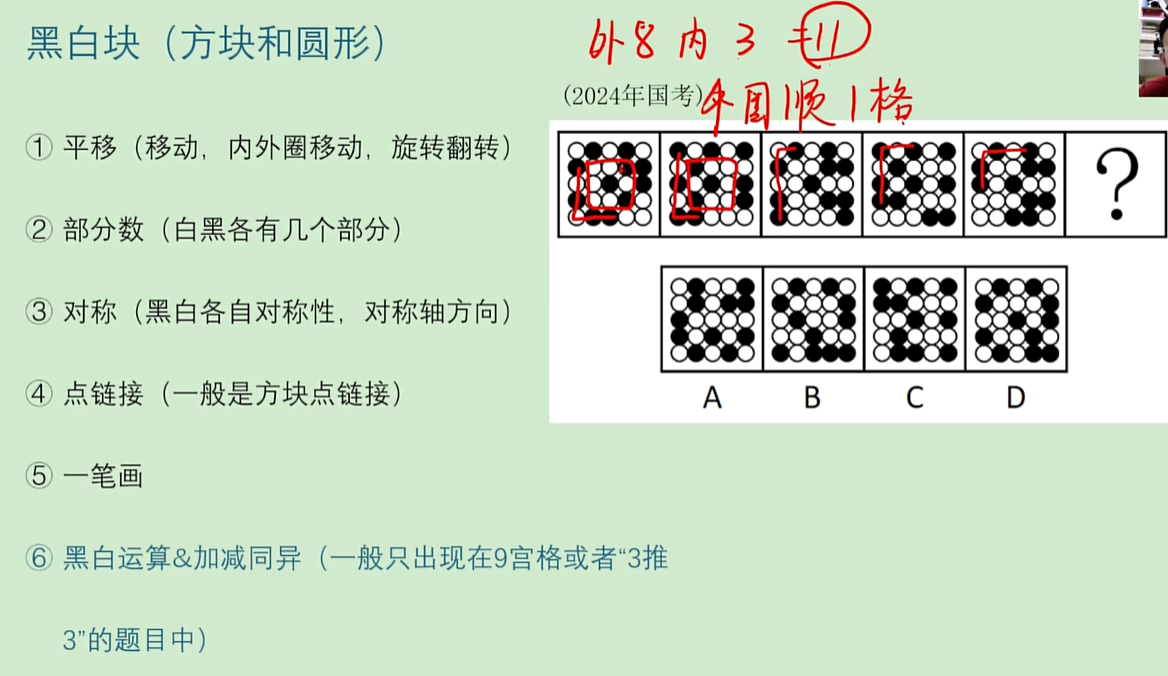 黑白块（方块和圆形）
外8内3=11
(2024年国考)
外圈顺1格
① 平移（移动，内外圈移动，旋转翻转）
② 部分数（白黑各有几个部分）
③ 对称（黑白各自对称性，对称轴方向）
④ 点链接（一般是方块点链接）
⑤ 一笔画
⑥ 黑白运算&加减同异（一般只出现在9宫格或者“3推
3”的题目中）
?
A B C D